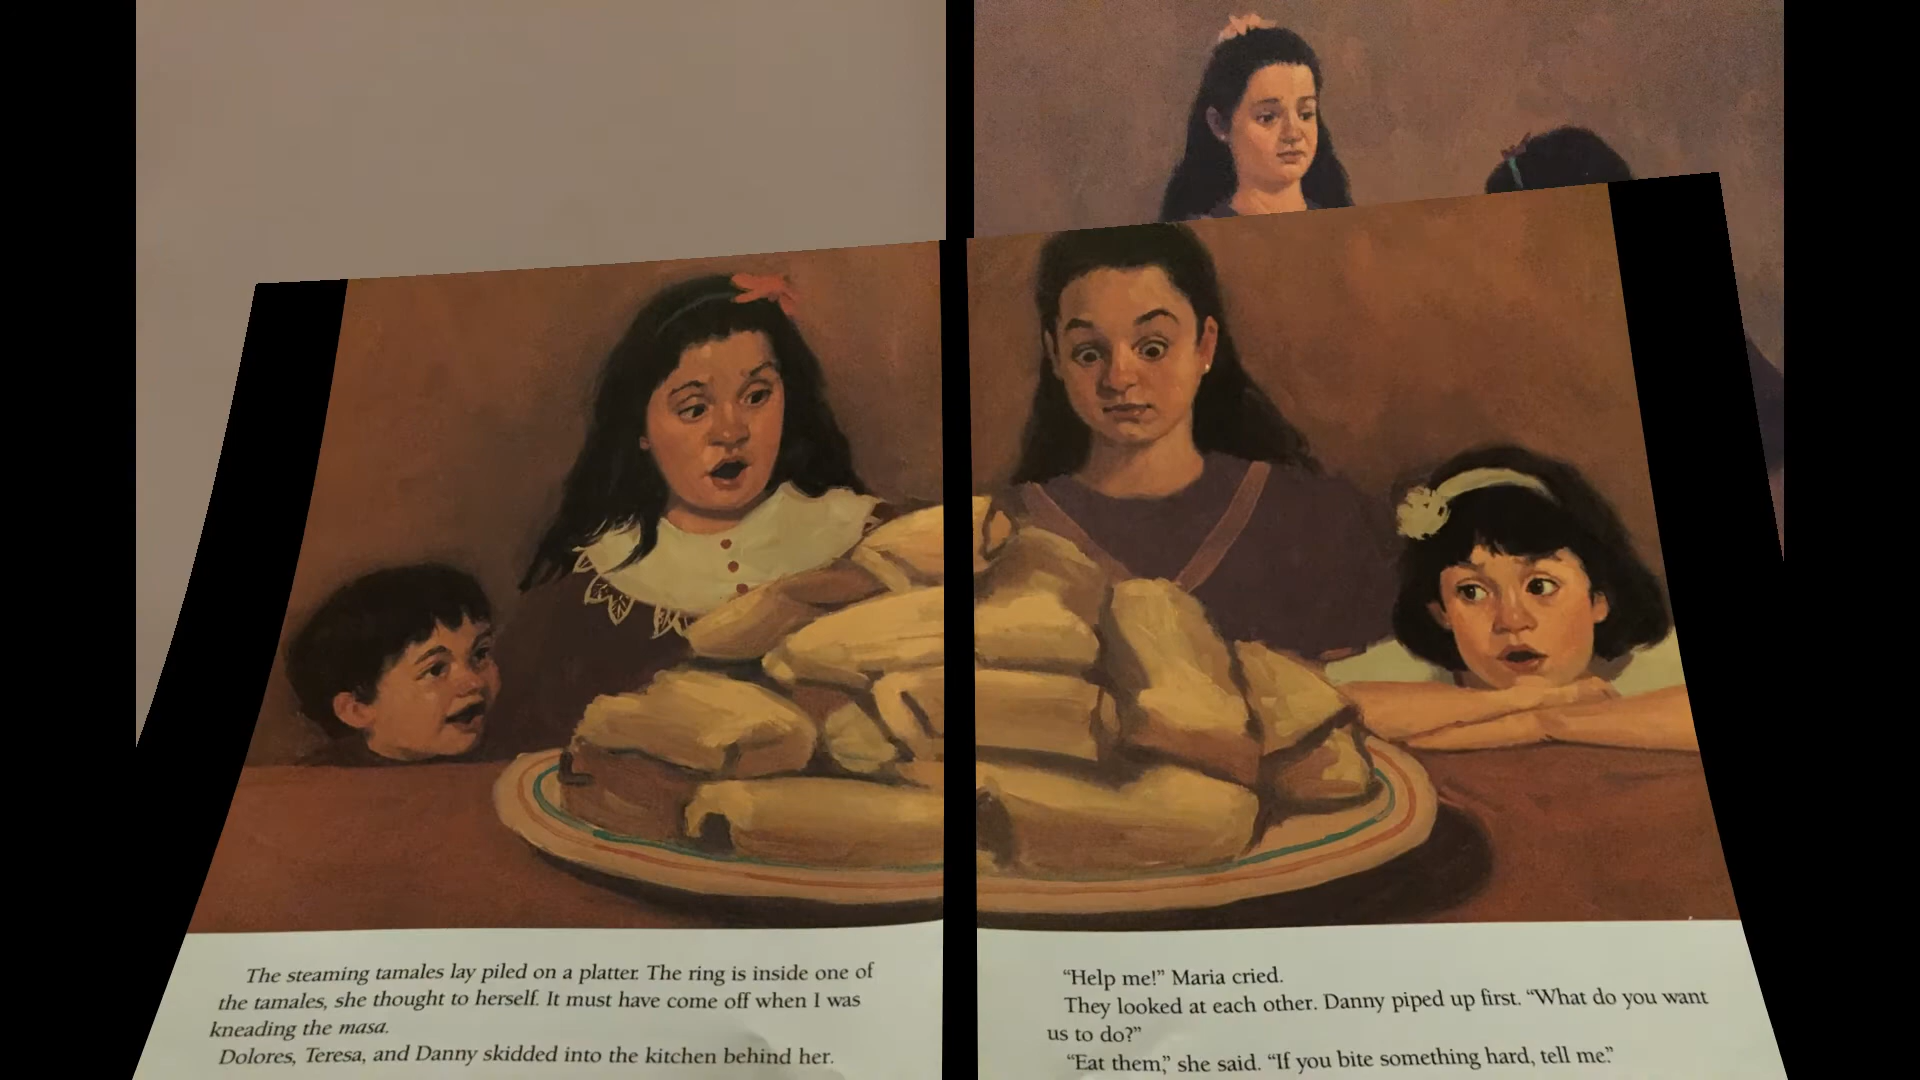 The steaming tamales lay piled on a platter. The ring is inside one of
the tamales, she thought to herself. It must have come off when I was
kneading the masa.
Dolores, Teresa, and Danny skidded into the kitchen behind her.
“Help me!” Maria cried.
They looked at each other. Danny piped up first. “What do you want
us to do?”
“Eat them,” she said. “If you bite something hard, tell me.”